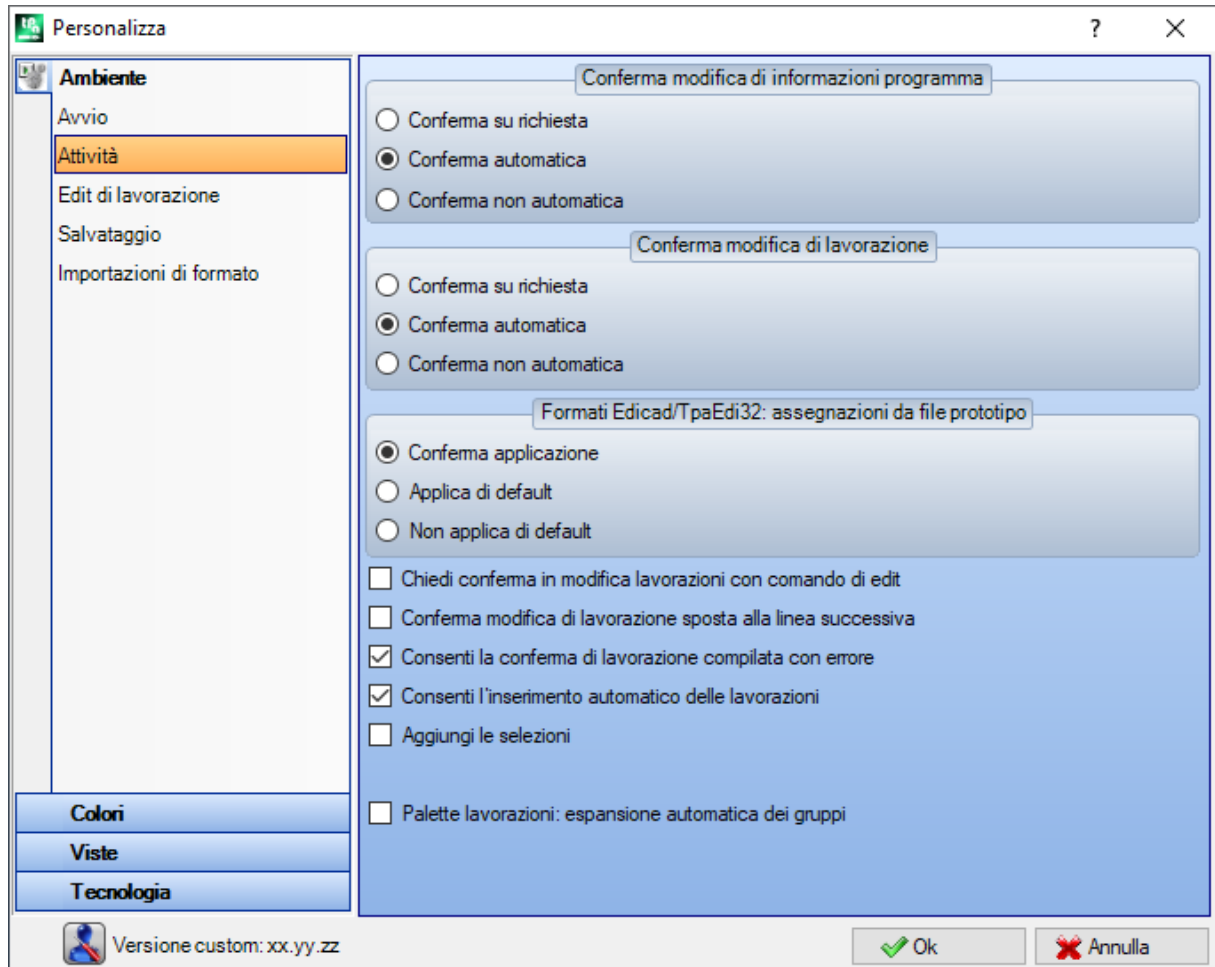 Personalizza
?
Ambiente
Avvio
Attività
Edit di lavorazione
Salvataggio
Importazioni di formato
Colori
Viste
Tecnologia
Conferma modifica di informazioni programma
Conferma su richiesta
Conferma automatica
Conferma non automatica
Conferma modifica di lavorazione
Conferma su richiesta
Conferma automatica
Conferma non automatica
Formati Edicad/TpaEdi32: assegnazioni da file prototipo
Conferma applicazione
Applica di default
Non applica di default
Chiedi conferma in modifica lavorazioni con comando di edit
Conferma modifica di lavorazione sposta alla linea successiva
Consenti la conferma di lavorazione compilata con errore
Consenti l'inserimento automatico delle lavorazioni
Aggiungi le selezioni
Palette lavorazioni: espansione automatica dei gruppi
Versione custom: xx.yy.zz
Ok
Annulla